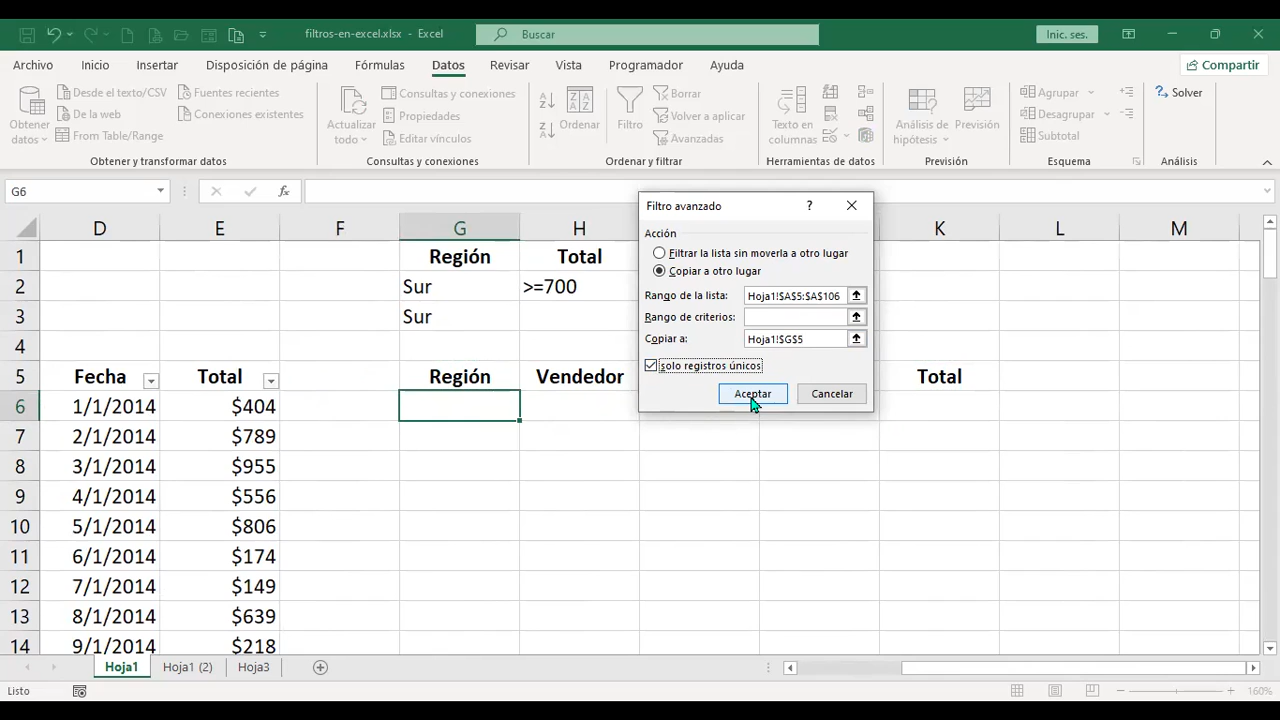 filtros-en-excel.xlsx - Excel
Buscar
Inic. ses.
Archivo Inicio Insertar Disposición de página Fórmulas Datos Revisar Vista Programador Ayuda
Compartir
Obtener datos
Desde el texto/CSV
De la web
From Table/Range
Fuentes recientes
Conexiones existentes
Obtener y transformar datos
Actualizar todo
Consultas y conexiones
Propiedades
Editar vínculos
Consultas y conexiones
Ordenar
Filtro
Borrar
Volver a aplicar
Avanzadas
Ordenar y filtrar
Texto en columnas
Herramientas de datos
Análisis de hipótesis
Previsión
Previsión
Agrupar
Desagrupar
Subtotal
Esquema
Solver
Análisis
G6
fx
Filtro avanzado
?
Acción
Filtrar la lista sin moverla a otro lugar
Copiar a otro lugar
Rango de la lista: Hoja1!$A$5:$A$106
Rango de criterios:
Copiar a: Hoja1!$G$5
Solo registros únicos
Aceptar Cancelar
D E F G H K L M
1 Región Total
2 Sur >=700
3 Sur
4
5 Fecha Total Región Vendedor Total
6 1/1/2014 $404
7 2/1/2014 $789
8 3/1/2014 $955
9 4/1/2014 $556
10 5/1/2014 $806
11 6/1/2014 $174
12 7/1/2014 $149
13 8/1/2014 $639
14 9/1/2014 $218
Hoja1 Hoja1 (2) Hoja3
Listo
160%